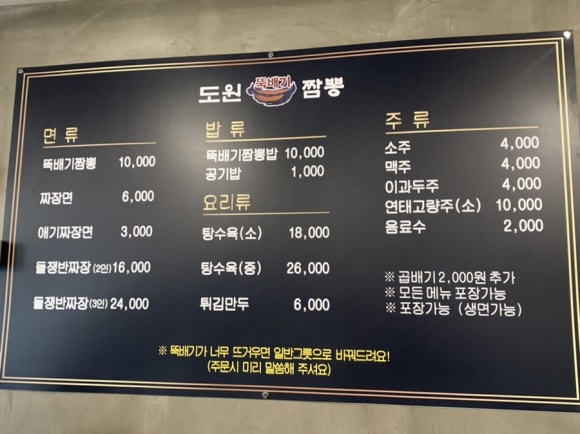 도원 뚝배기 짬뽕
면 류
뚝배기짬뽕 10,000
짜장면 6,000
애기짜장면 3,000
돌쟁반짜장 (2인) 16,000
돌쟁반짜장 (3인) 24,000
밥 류
뚝배기짬뽕밥 10,000
공기밥 1,000
요리류
탕수육(소) 18,000
탕수육(중) 26,000
튀김만두 6,000
주 류
소주 4,000
맥주 4,000
이과두주 4,000
연태고량주(소) 10,000
음료수 2,000
※ 곱배기 2,000원 추가
※ 모든 메뉴 포장가능
※ 포장가능 (생면가능)
※ 뚝배기가 너무 뜨거우면 일반그릇으로 바꿔드려요!
(주문시 미리 말씀해 주셔요)